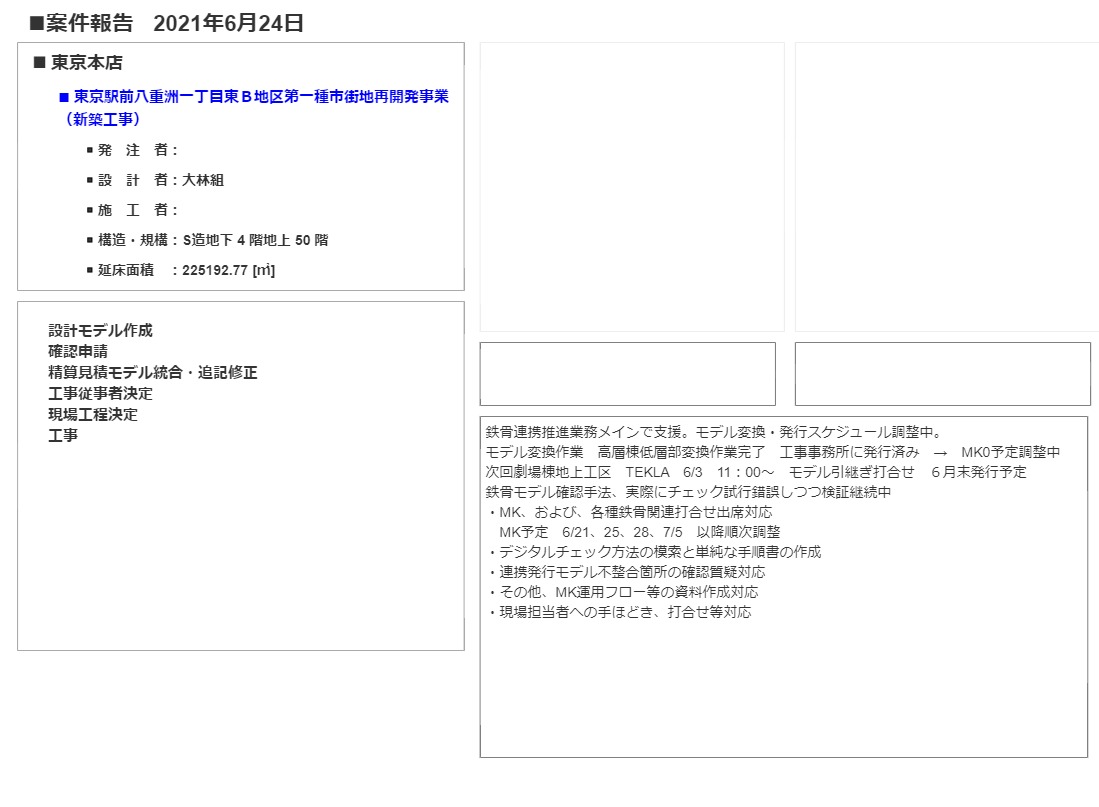 ■案件報告　2021年6月24日
■ 東京本店
■ 東京駅前八重洲一丁目東Ｂ地区第一種市街地再開発事業
（新築工事）
▪ 発　注　者：
▪ 設　計　者：大林組
▪ 施　工　者：
▪ 構造・規構：S造地下 4 階地上 50 階
▪ 延床面積　：225192.77 [㎡]
設計モデル作成
確認申請
精算見積モデル統合・追記修正
工事従事者決定
現場工程決定
工事
鉄骨連携推進業務メインで支援。モデル変換・発行スケジュール調整中。
モデル変換作業　高層棟低層部変換作業完了　工事事務所に発行済み　→　MK0予定調整中
次回劇場棟地上工区　TEKLA　6/3　11：00～　モデル引継ぎ打合せ　６月末発行予定
鉄骨モデル確認手法、実際にチェック試行錯誤しつつ検証継続中
・MK、および、各種鉄骨関連打合せ出席対応
　MK予定　6/21、25、28、7/5　以降順次調整
・デジタルチェック方法の模索と単純な手順書の作成
・連携発行モデル不整合箇所の確認質疑対応
・その他、MK運用フロー等の資料作成対応
・現場担当者への手ほどき、打合せ等対応